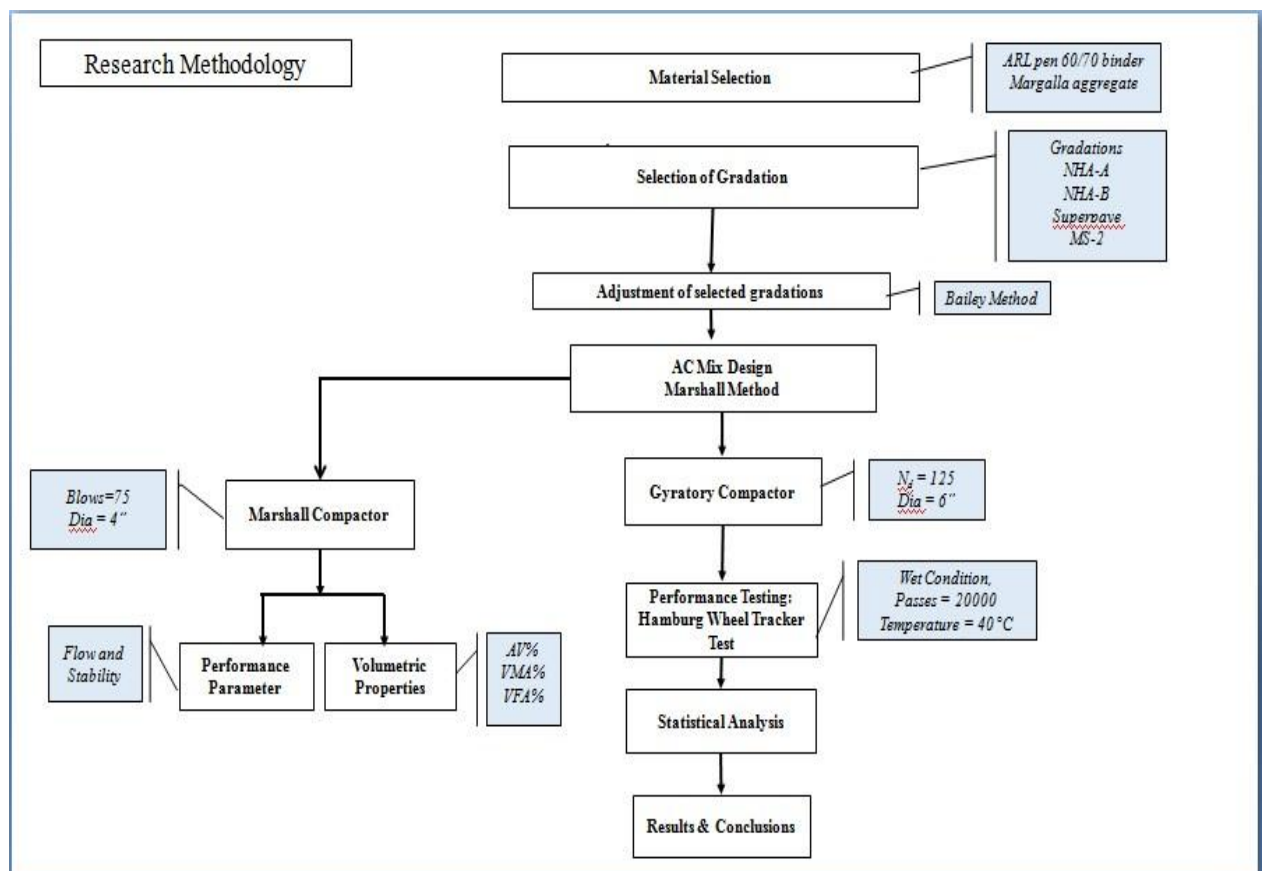 Research Methodology
Material Selection
ARL pen 60/70 binder
Margalla aggregate
Selection of Gradation
Gradations
NHA-A
NHA-B
Superpave
MS-2
Adjustment of selected gradations
Bailey Method
AC Mix Design
Marshall Method
Blows=75
Dia = 4"
Marshall Compactor
Gyratory Compactor
Nd = 125
Dia = 6"
Performance Testing:
Hamburg Wheel Tracker
Test
Wet Condition,
Passes = 20000
Temperature = 40 °C
Flow and
Stability
Performance
Parameter
Volumetric
Properties
AV%
VMA%
VFA%
Statistical Analysis
Results & Conclusions